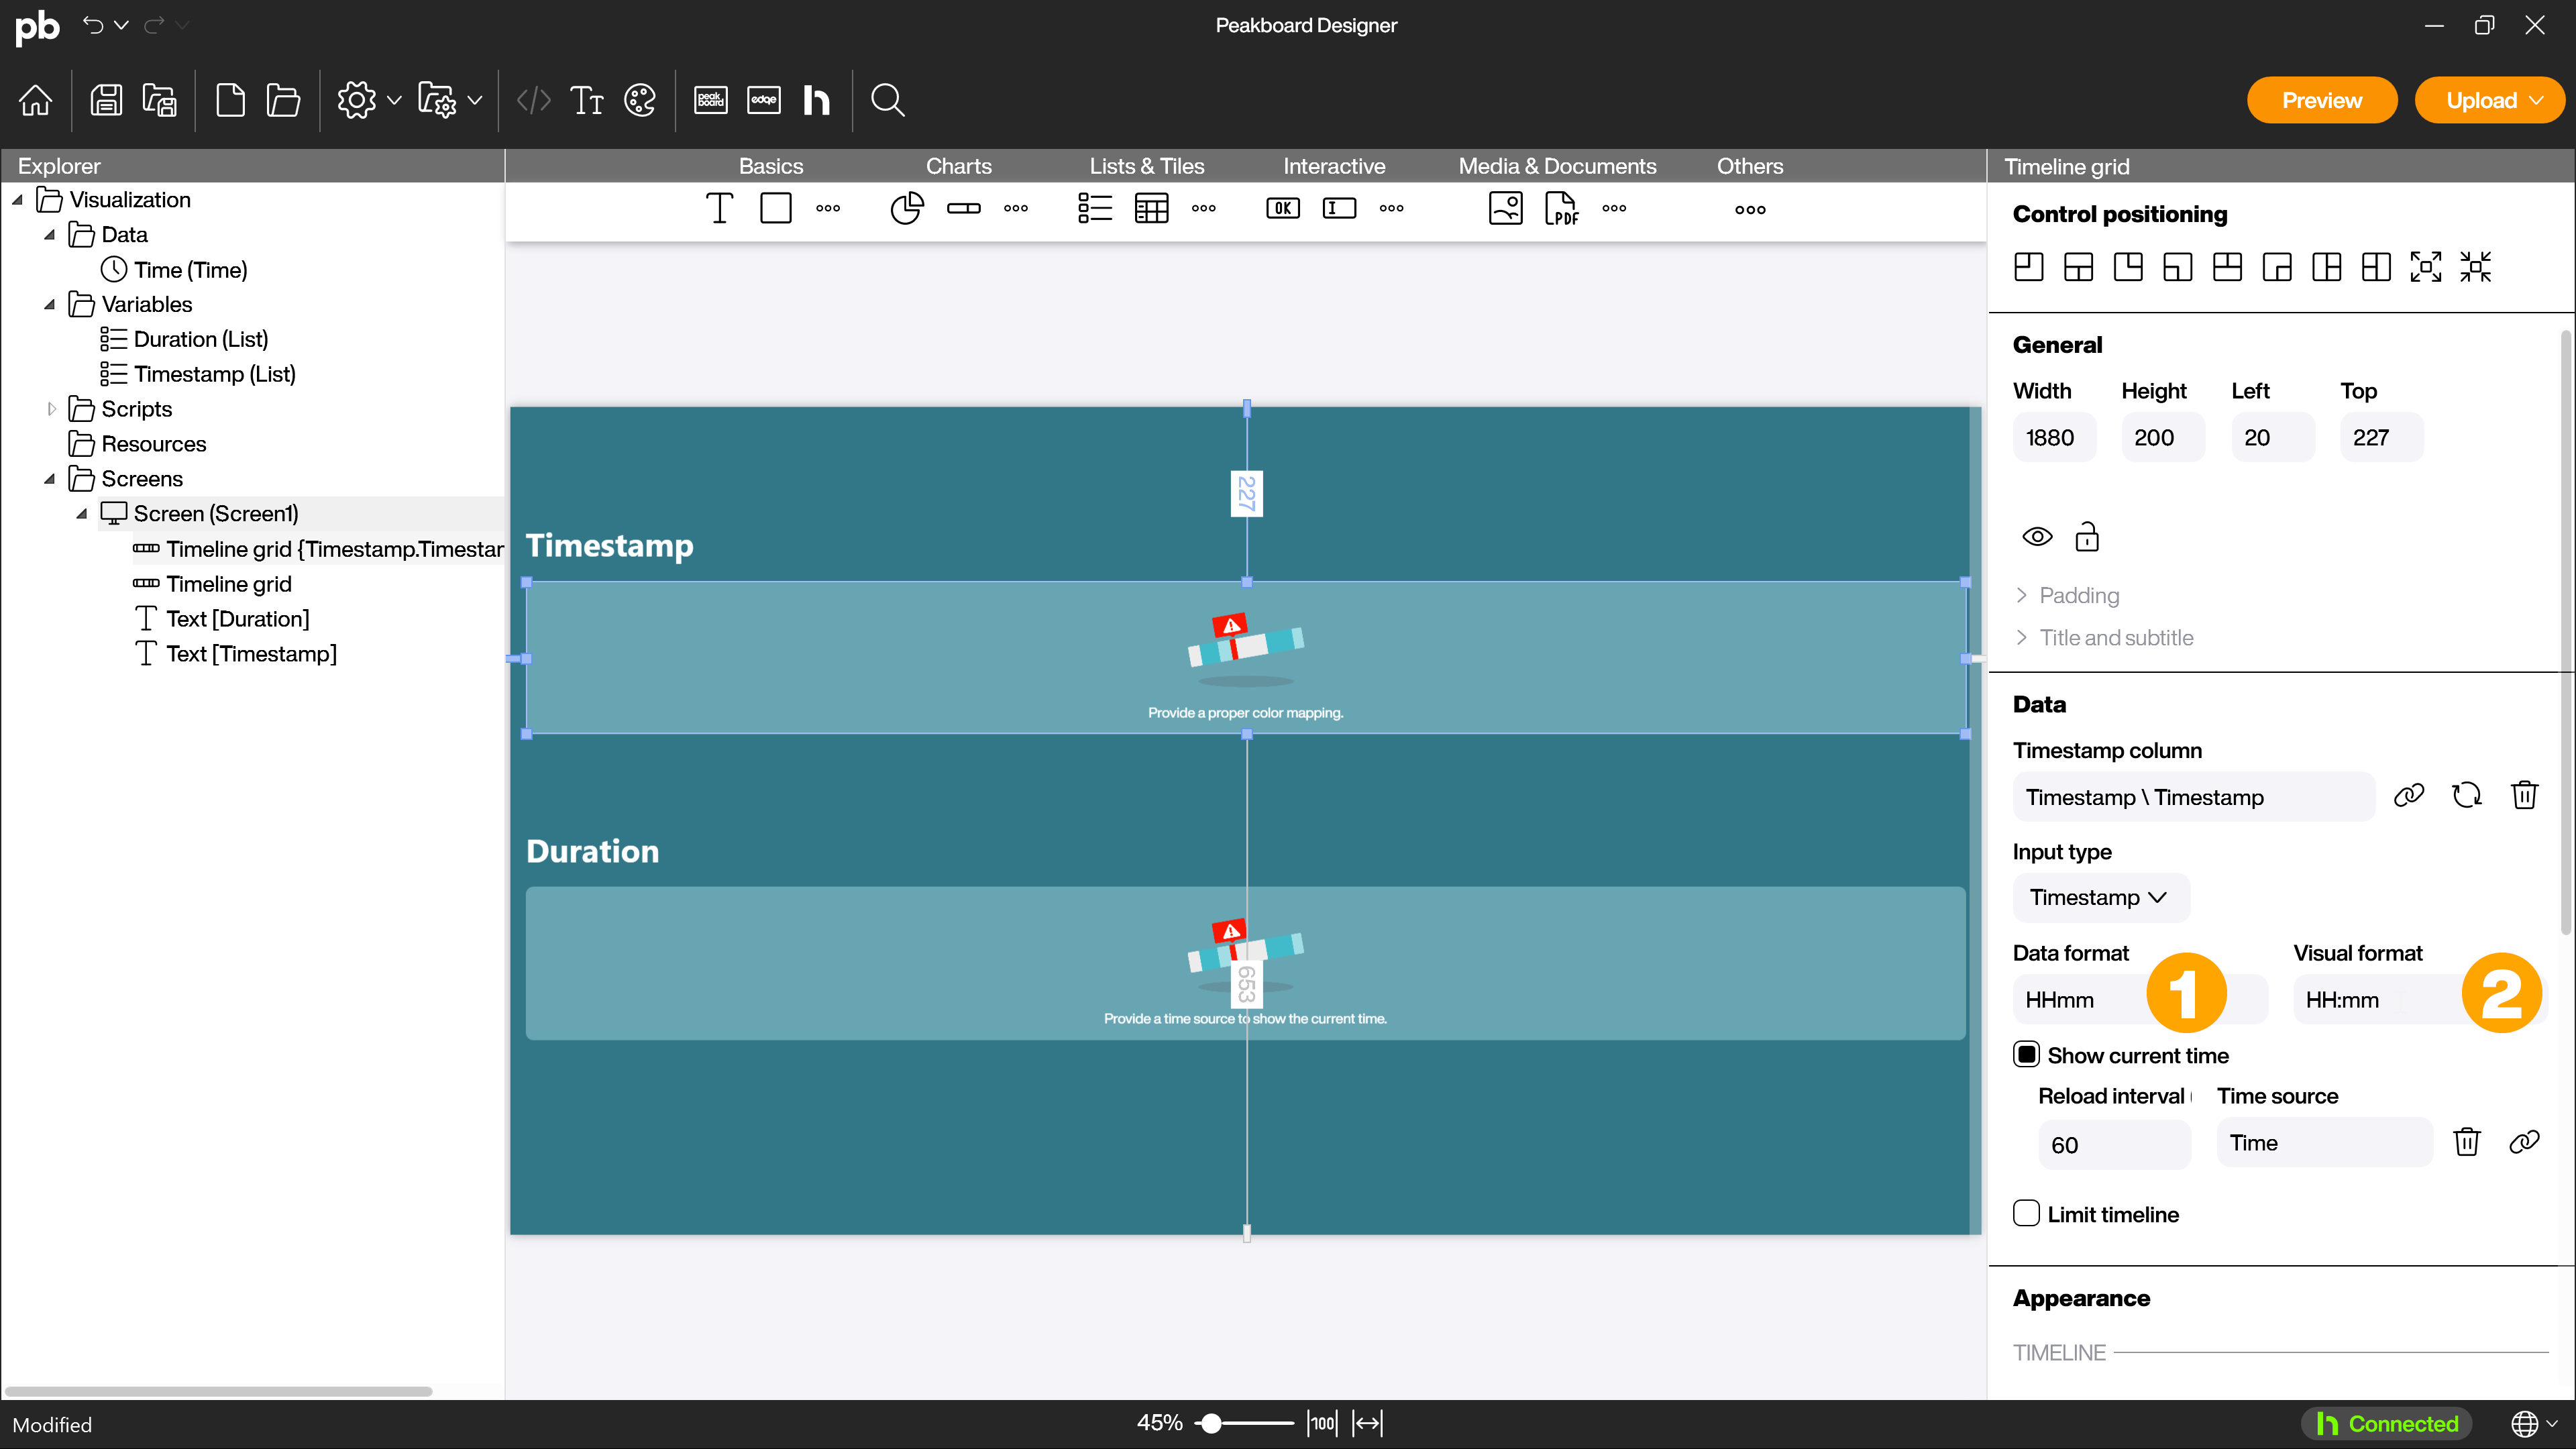 pb
Peakboard Designer
peak
board
edge
h
Preview
Upload
Explorer
Basics
Charts
Lists & Tiles
Interactive
Media & Documents
Others
Timeline grid
OK
I
PDF
Visualization
Data
Time (Time)
Variables
Duration (List)
Timestamp (List)
Scripts
Resources
Screens
Screen (Screen1)
Timeline grid {Timestamp.Timestar
Timeline grid
Text [Duration]
Text [Timestamp]
227
Timestamp
Provide a proper color mapping.
Duration
653
Provide a time source to show the current time.
Control positioning
General
Width
Height
Left
Top
1880
200
20
227
Padding
Title and subtitle
Data
Timestamp column
Timestamp \ Timestamp
Input type
Timestamp
Data format
Visual format
HHmm
1
HH:mm
2
Show current time
Reload interval (
Time source
60
Time
Limit timeline
Appearance
TIMELINE
Modified
45%
100
h Connected